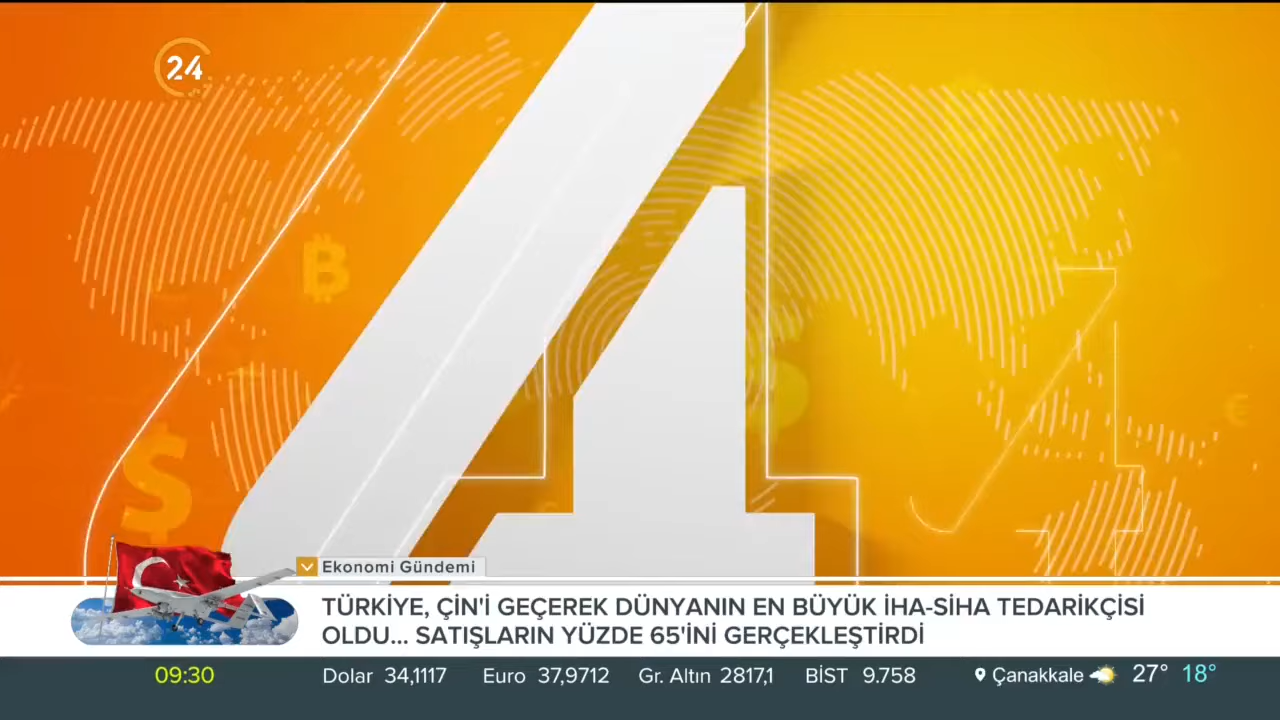 24
Ekonomi Gündemi
TÜRKİYE, ÇİN'İ GEÇEREK DÜNYANIN EN BÜYÜK İHA-SİHA TEDARİKÇİSİ
OLDU... SATIŞLARIN YÜZDE 65'İNİ GERÇEKLEŞTİRDİ
09:30 Dolar 34,1117 Euro 37,9712 Gr. Altın 2817,1 BİST 9.758 Çanakkale 27° 18°